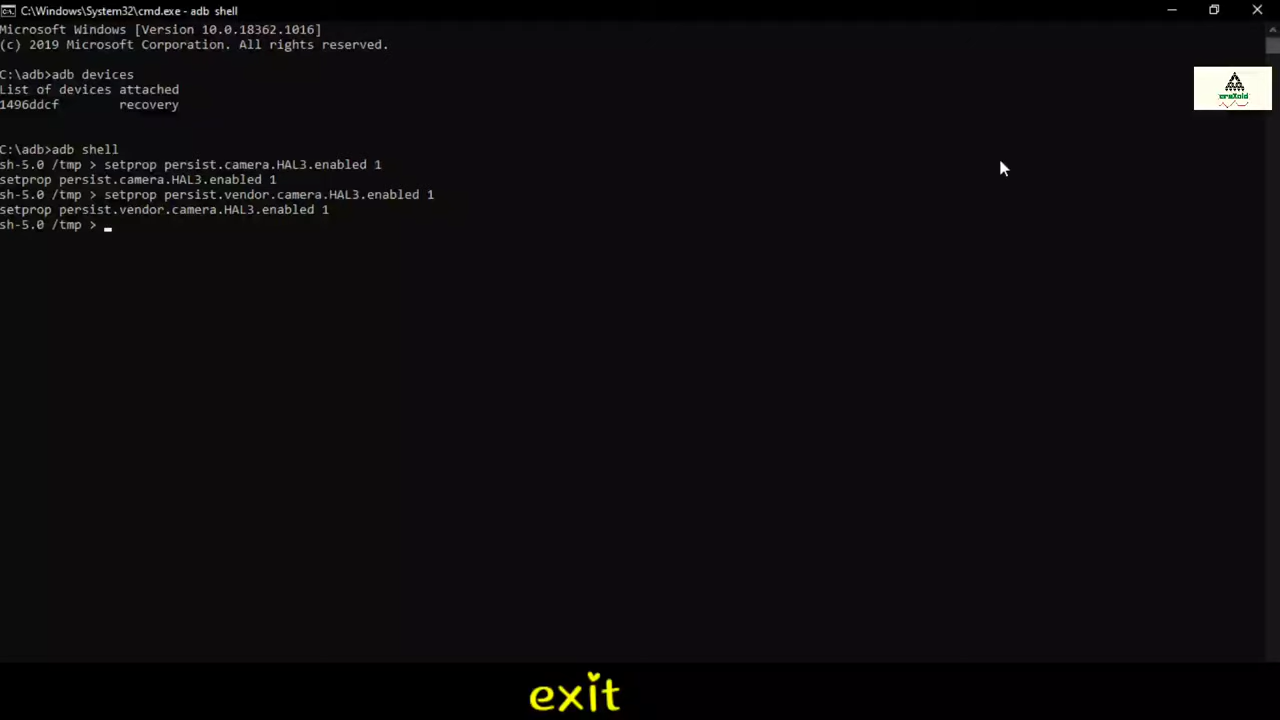 C:\Windows\System32\cmd.exe - adb shell
Microsoft Windows [Version 10.0.18362.1016]
(c) 2019 Microsoft Corporation. All rights reserved.
C:\adb>adb devices
List of devices attached
1496ddcf recovery
C:\adb>adb shell
sh-5.0 /tmp > setprop persist.camera.HAL3.enabled 1
setprop persist.camera.HAL3.enabled 1
sh-5.0 /tmp > setprop persist.vendor.camera.HAL3.enabled 1
setprop persist.vendor.camera.HAL3.enabled 1
sh-5.0 /tmp >
exit